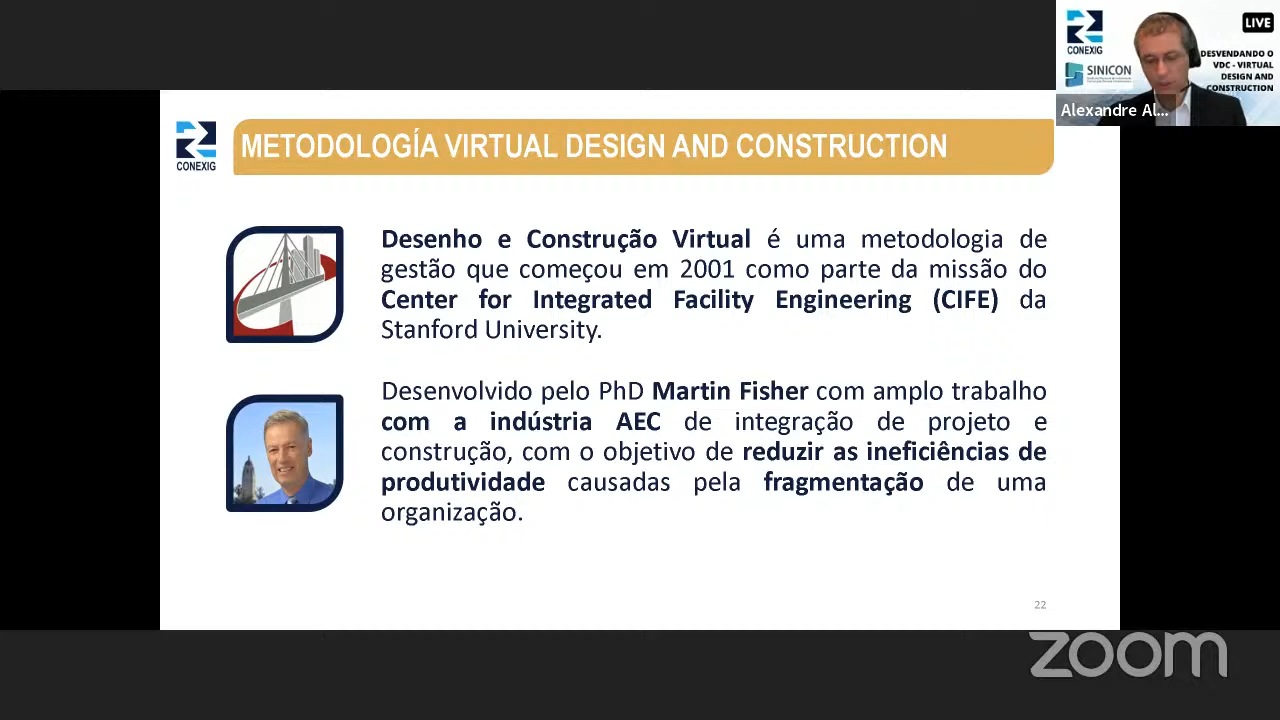 LIVE
CONEXIG
SINICON
DESVENDANDO O
VDC - VIRTUAL
DESIGN AND
CONSTRUCTION
Alexandre Al...
CONEXIG
METODOLOGÍA VIRTUAL DESIGN AND CONSTRUCTION
Desenho e Construção Virtual é uma metodologia de
gestão que começou em 2001 como parte da missão do
Center for Integrated Facility Engineering (CIFE) da
Stanford University.
Desenvolvido pelo PhD Martin Fisher com amplo trabalho
com a indústria AEC de integração de projeto e
construção, com o objetivo de reduzir as ineficiências de
produtividade causadas pela fragmentação de uma
organização.
22
zoom